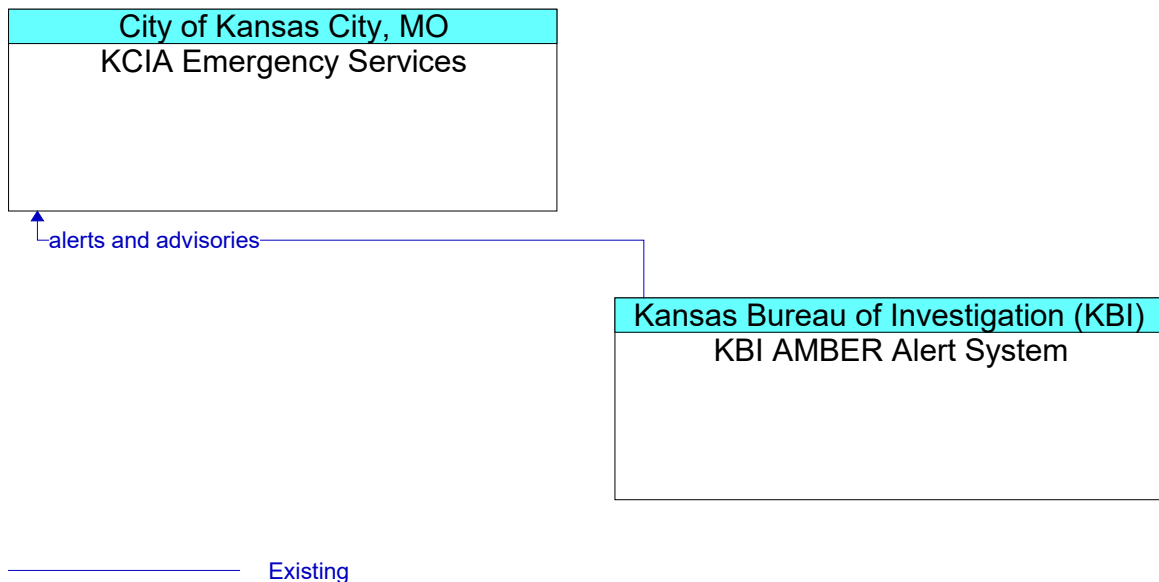 City of Kansas City, MO
KCIA Emergency Services
alerts and advisories
Kansas Bureau of Investigation (KBI)
KBI AMBER Alert System
Existing